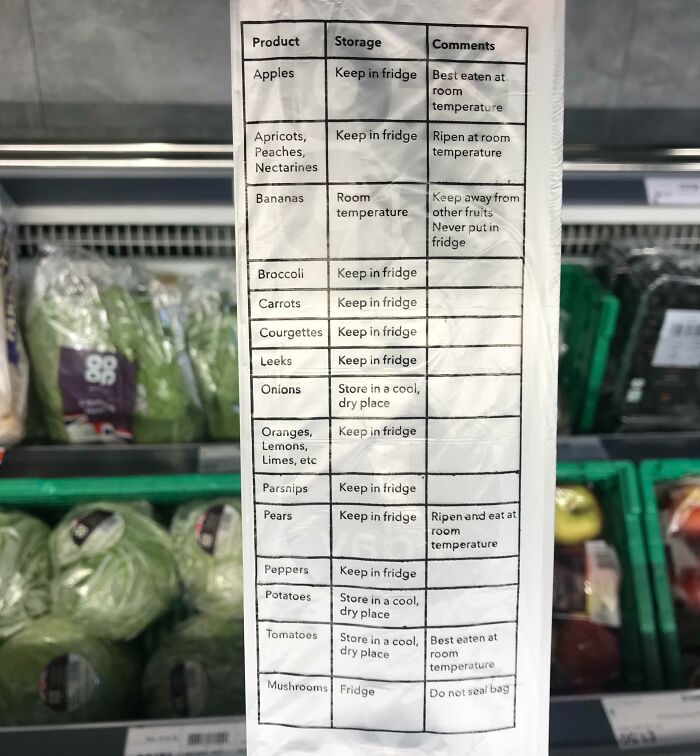 Product Storage Comments
Apples Keep in fridge Best eaten at
room
temperature
Apricots, Keep in fridge Ripen at room
Peaches, temperature
Nectarines
Bananas Room Keep away from
temperature other fruits
Never put in
fridge
Broccoli Keep in fridge
Carrots Keep in fridge
Courgettes Keep in fridge
Leeks Keep in fridge
Onions Store in a cool,
dry place
Oranges, Keep in fridge
Lemons,
Limes, etc
Parsnips Keep in fridge
Pears Keep in fridge Ripen and eat at
room
temperature
Peppers Keep in fridge
Potatoes Store in a cool,
dry place
Tomatoes Store in a cool, Best eaten at
dry place room
temperature
Mushrooms Fridge Do not seal bag
co
op